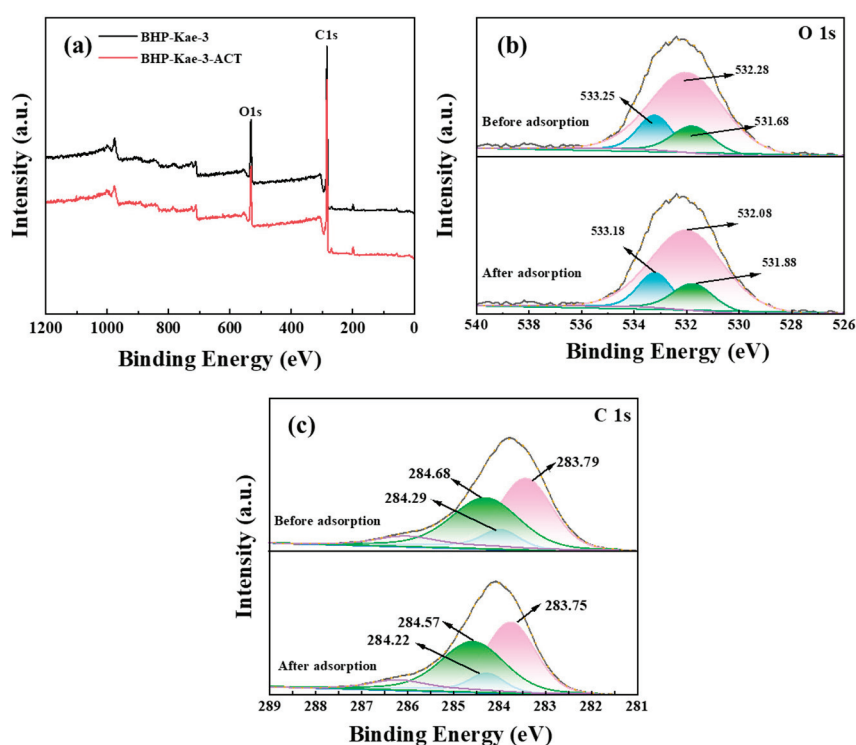 (a)
BHP-Kae-3
BHP-Kae-3-ACT
C1s
O1s
Intensity (a.u.)
1200 1000 800 600 400 200 0
Binding Energy (eV)
(b)
O 1s
532.28
533.25
Before adsorption
531.68
532.08
533.18
531.88
After adsorption
Intensity (a.u.)
540 538 536 534 532 530 528 526
Binding Energy (eV)
(c)
C 1s
284.68
283.79
284.29
Before adsorption
284.57
283.75
284.22
After adsorption
Intensity (a.u.)
289 288 287 286 285 284 283 282 281
Binding Energy (eV)